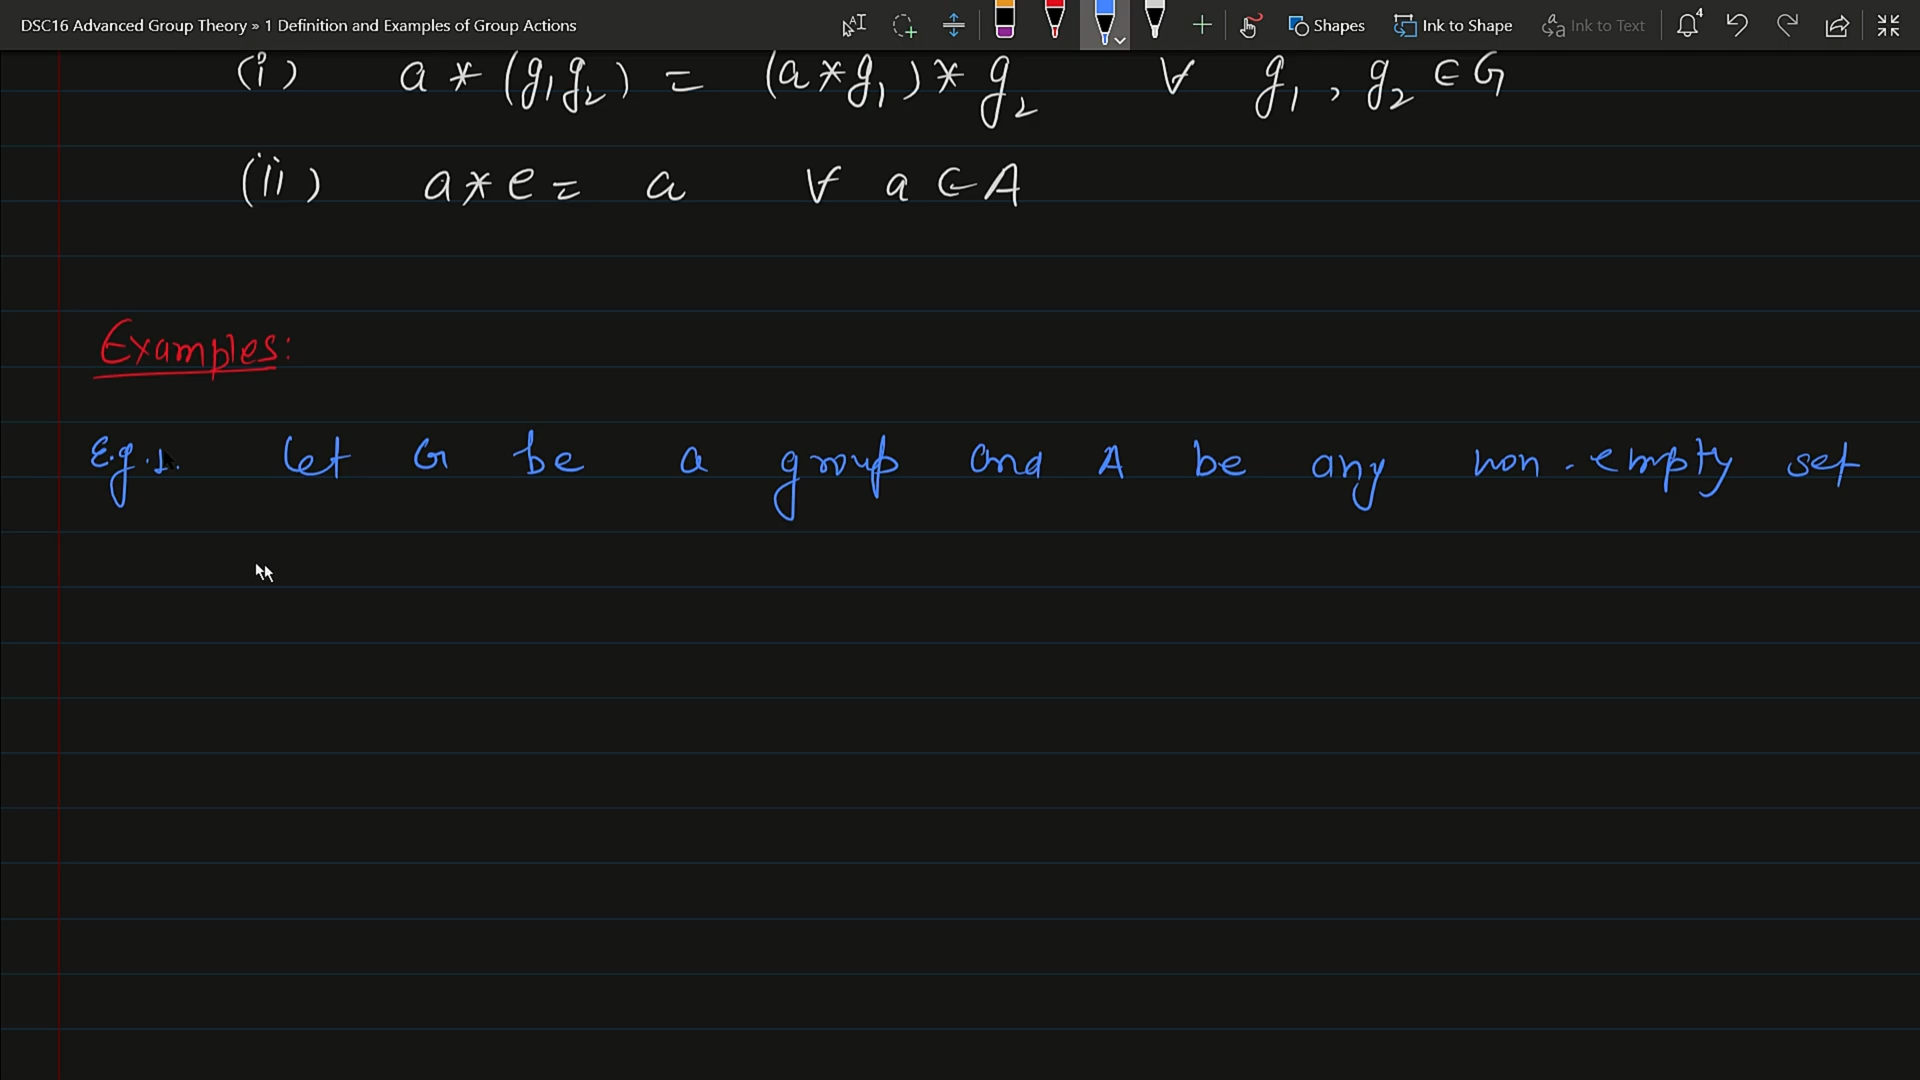 DSC16 Advanced Group Theory » 1 Definition and Examples of Group Actions Shapes Ink to Shape Ink to Text 4
(i) a * (g₁g₂) = (a * g₁) * g₂ ∀ g₁, g₂ ∈ G
(ii) a * e = a ∀ a ∈ A
Examples:
E.g.1. Let G be a group and A be any non-empty set